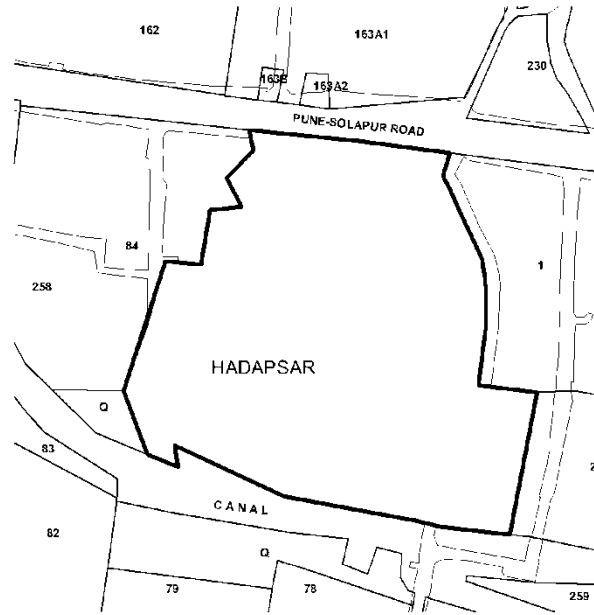 162
163A1
230
163B
163A2
PUNE-SOLAPUR ROAD
84
1
258
HADAPSAR
Q
83
CANAL
82
Q
79
78
259